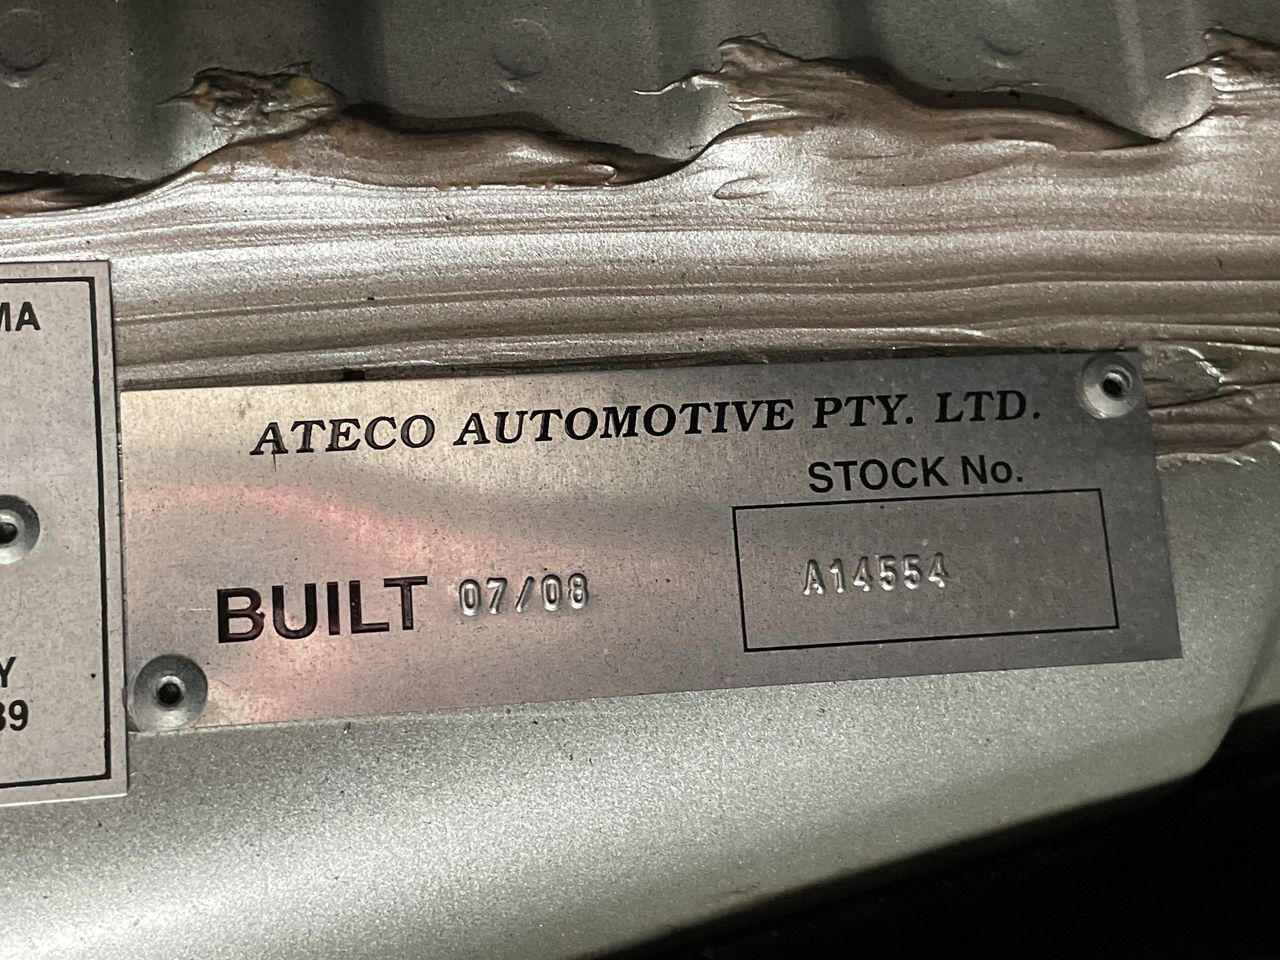 MA
Y
39
ATECO AUTOMOTIVE PTY. LTD.
STOCK No.
BUILT 07/08
A14554